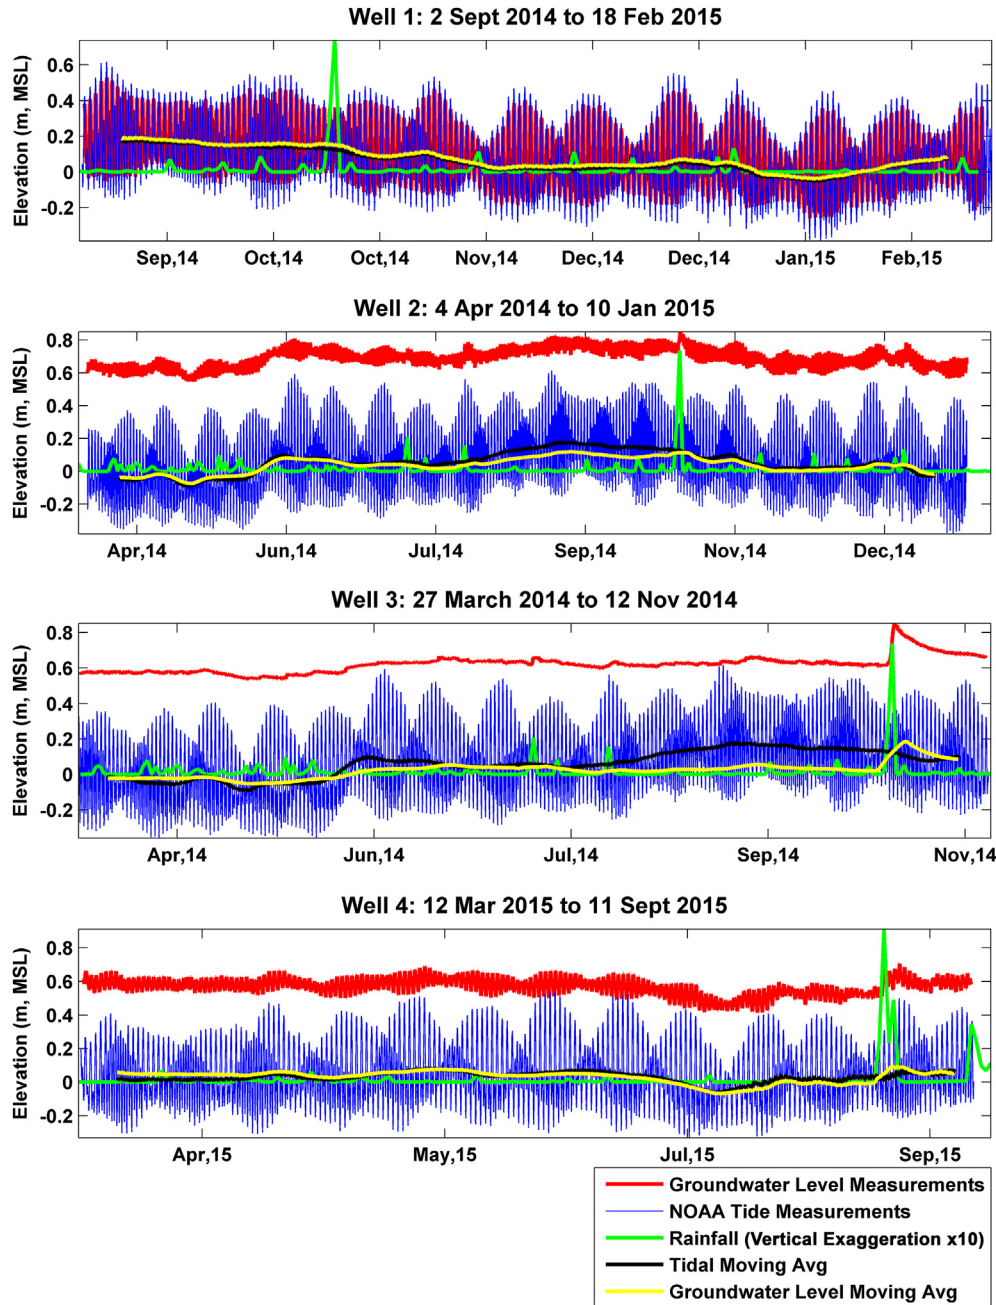 Well 1: 2 Sept 2014 to 18 Feb 2015
Elevation (m, MSL)
0.6
0.4
0.2
0
-0.2
Sep,14 Oct,14 Oct,14 Nov,14 Dec,14 Dec,14 Jan,15 Feb,15
Well 2: 4 Apr 2014 to 10 Jan 2015
Elevation (m, MSL)
0.8
0.6
0.4
0.2
0
-0.2
Apr,14 Jun,14 Jul,14 Sep,14 Nov,14 Dec,14
Well 3: 27 March 2014 to 12 Nov 2014
Elevation (m, MSL)
0.8
0.6
0.4
0.2
0
-0.2
Apr,14 Jun,14 Jul,14 Sep,14 Nov,14
Well 4: 12 Mar 2015 to 11 Sept 2015
Elevation (m, MSL)
0.8
0.6
0.4
0.2
0
-0.2
Apr,15 May,15 Jul,15 Sep,15
Groundwater Level Measurements
NOAA Tide Measurements
Rainfall (Vertical Exaggeration x10)
Tidal Moving Avg
Groundwater Level Moving Avg